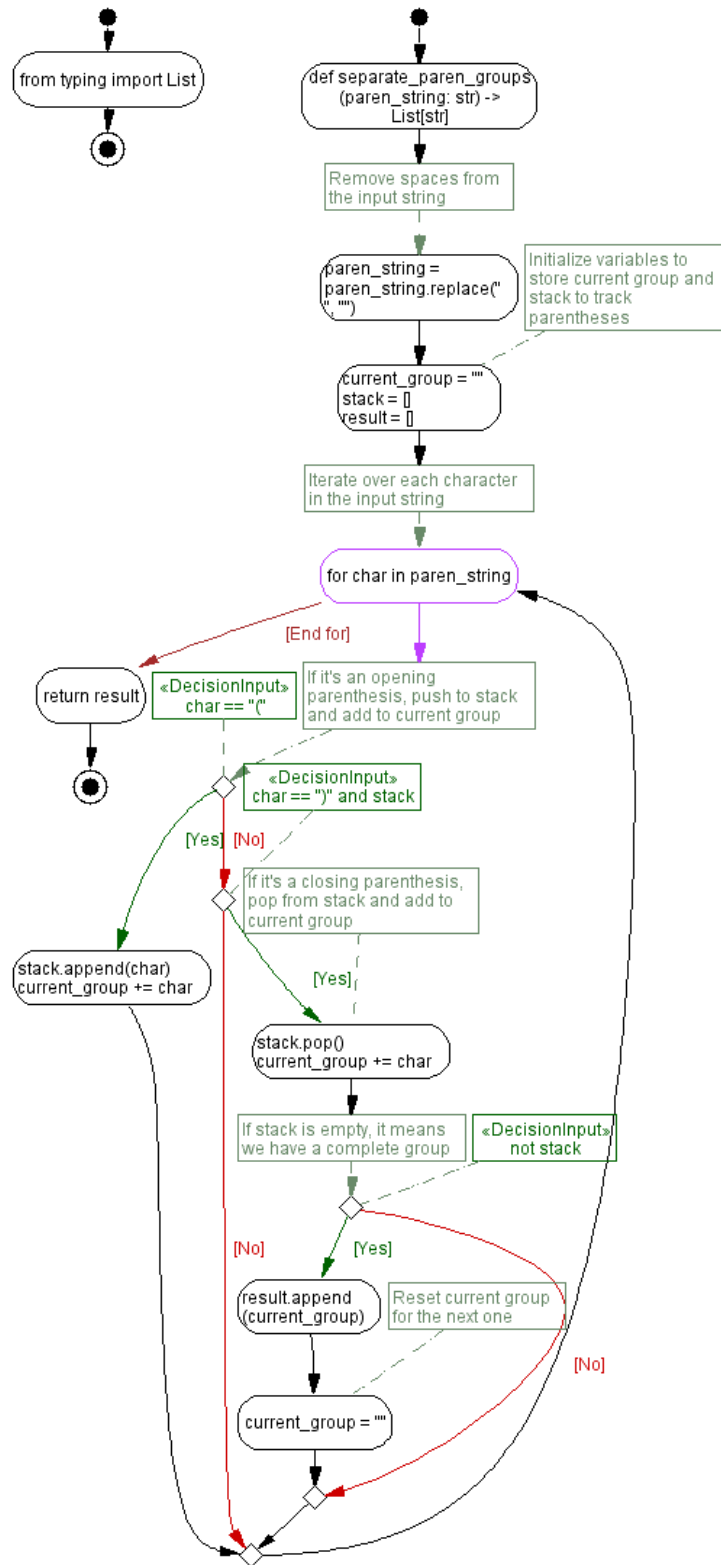 from typing import List
def separate_paren_groups
(paren_string: str) ->
List[str]
Remove spaces from
the input string
paren_string =
paren_string.replace("
", "")
Initialize variables to
store current group and
stack to track
parentheses
current_group = ""
stack = []
result = []
Iterate over each character
in the input string
for char in paren_string
[End for]
return result
«DecisionInput»
char == "("
If it's an opening
parenthesis, push to stack
and add to current group
«DecisionInput»
char == ")" and stack
[Yes]
[No]
If it's a closing parenthesis,
pop from stack and add to
current group
stack.append(char)
current_group += char
[Yes]
stack.pop()
current_group += char
If stack is empty, it means
we have a complete group
«DecisionInput»
not stack
[No]
[Yes]
result.append
(current_group)
Reset current group
for the next one
[No]
current_group = ""